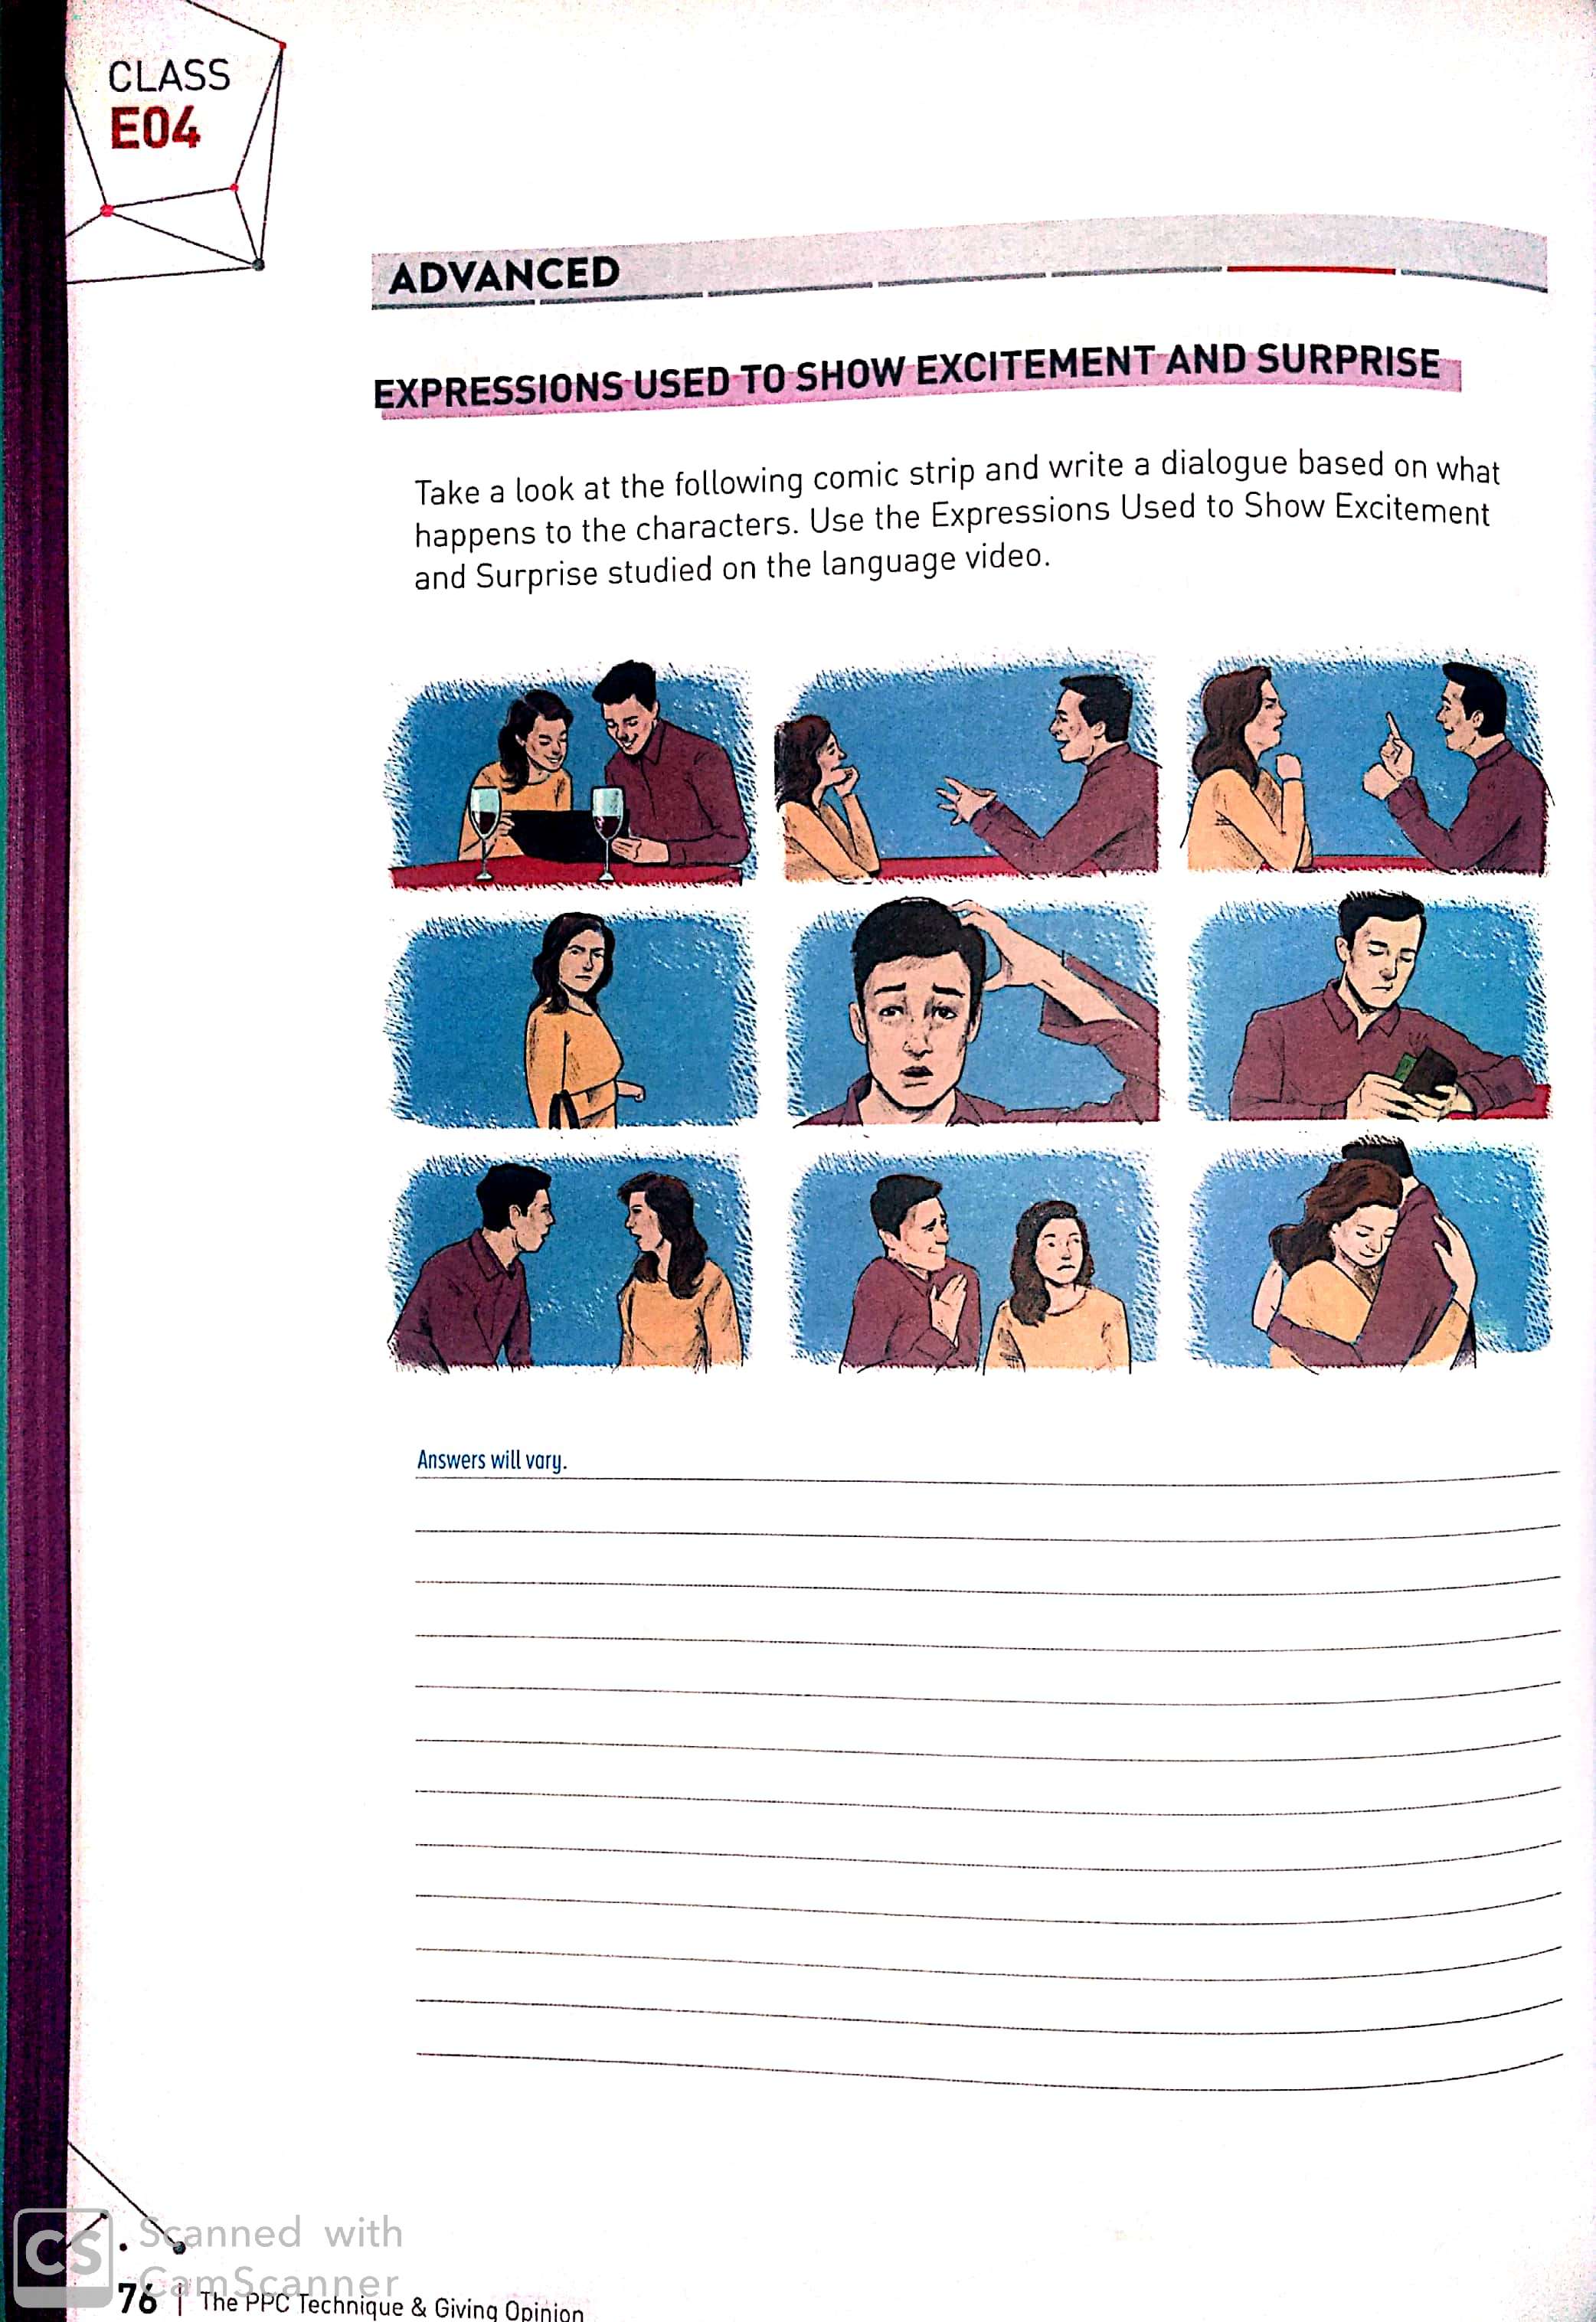 CLASS
E04
ADVANCED
EXPRESSIONS USED TO SHOW EXCITEMENT AND SURPRISE
Take a look at the following comic strip and write a dialogue based on what
happens to the characters. Use the Expressions Used to Show Excitement
and Surprise studied on the language video.
Answers will vary.
CS Scanned with
CamScanner
76 | The PPC Technique & Giving Opinion